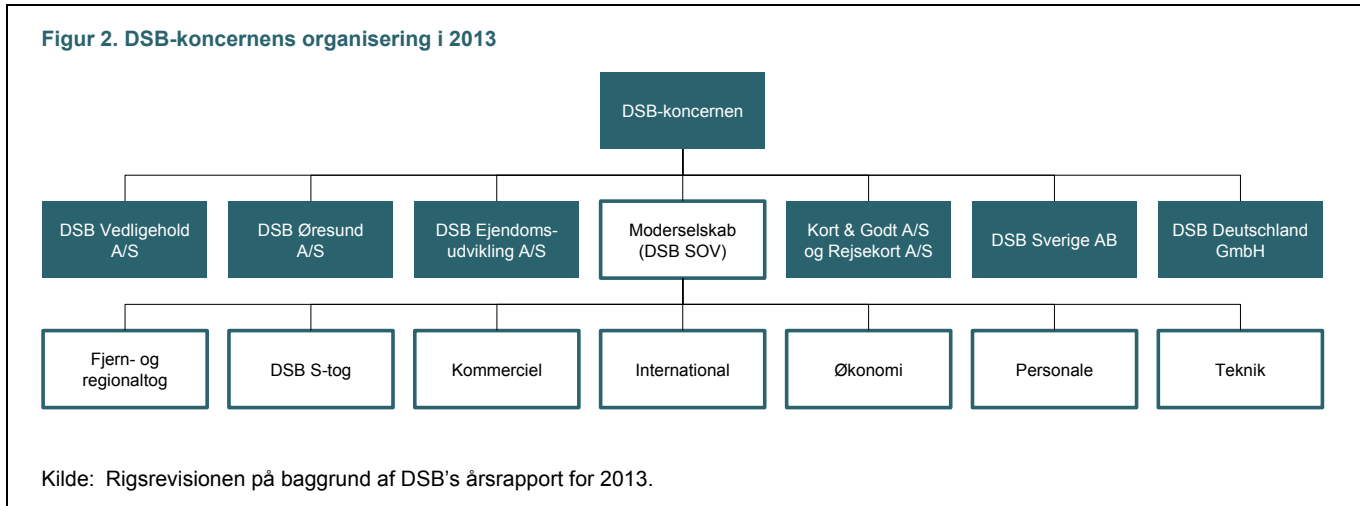 Figur 2. DSB-koncernens organisering i 2013
DSB-koncernen
DSB Vedligehold
A/S
DSB Øresund
A/S
DSB Ejendoms-
udvikling A/S
Moderselskab
(DSB SOV)
Kort & Godt A/S
og Rejsekort A/S
DSB Sverige AB
DSB Deutschland
GmbH
Fjern- og
regionaltog
DSB S-tog
Kommerciel
International
Økonomi
Personale
Teknik
Kilde: Rigsrevisionen på baggrund af DSB's årsrapport for 2013.